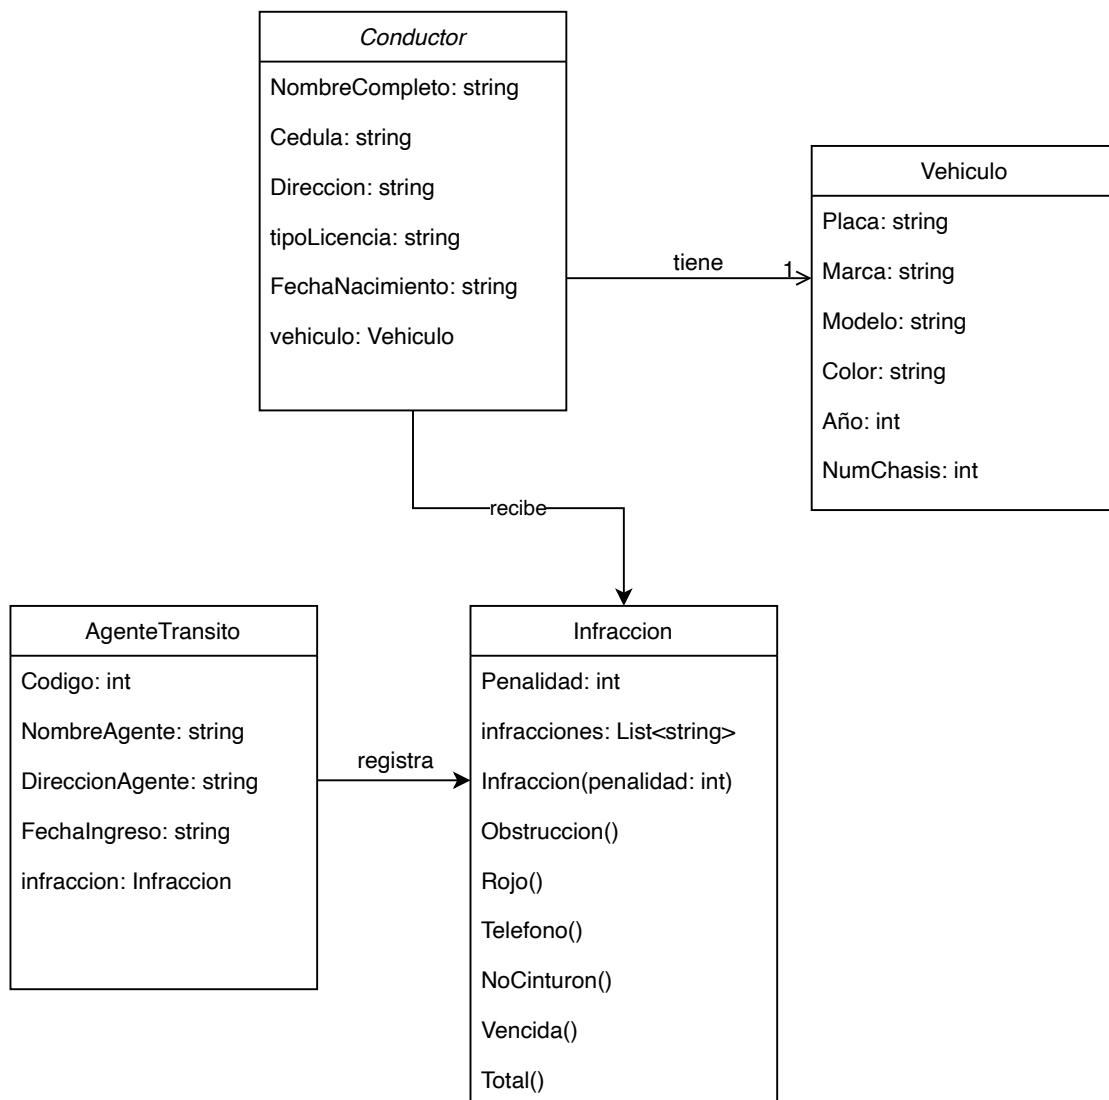 Conductor
NombreCompleto: string
Cedula: string
Direccion: string
tipoLicencia: string
FechaNacimiento: string
vehiculo: Vehiculo
tiene
1
Vehiculo
Placa: string
Marca: string
Modelo: string
Color: string
Año: int
NumChasis: int
recibe
AgenteTransito
Codigo: int
NombreAgente: string
DireccionAgente: string
FechaIngreso: string
infraccion: Infraccion
registra
Infraccion
Penalidad: int
infracciones: List<string>
Infraccion(penalidad: int)
Obstruccion()
Rojo()
Telefono()
NoCinturon()
Vencida()
Total()